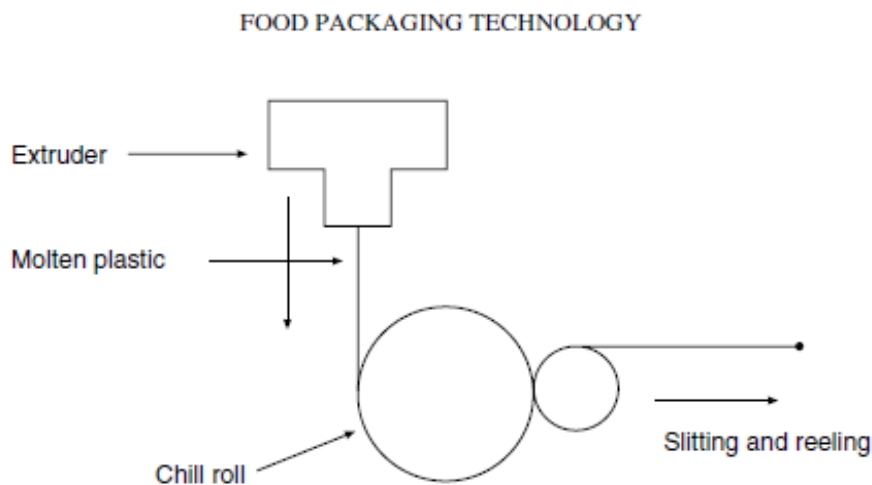 FOOD PACKAGING TECHNOLOGY
Extruder
Molten plastic
Slitting and reeling
Chill roll